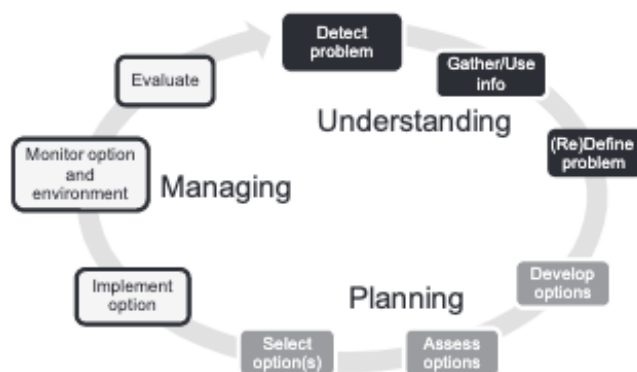 Detect
problem
Gather/Use
info
Understanding
(Re)Define
problem
Develop
options
Planning
Assess
options
Select
option(s)
Implement
option
Managing
Monitor option
and
environment
Evaluate